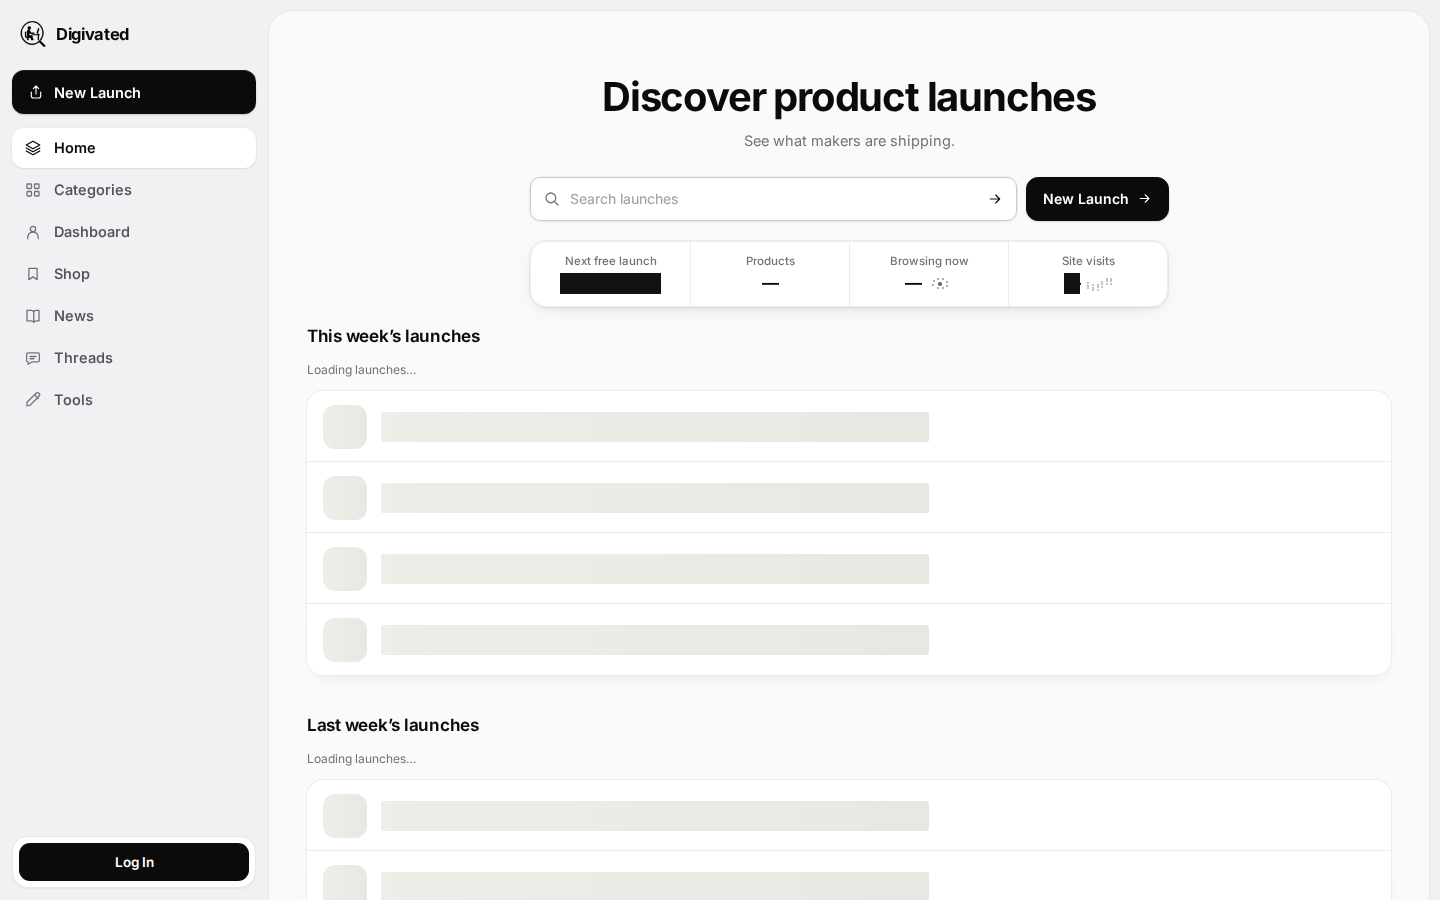 Digivated
New Launch
Home
Categories
Dashboard
Shop
News
Threads
Tools
Log In
Discover product launches
See what makers are shipping.
Search launches
New Launch
Next free launch
Products
—
Browsing now
—
Site visits
This week’s launches
Loading launches…
Last week’s launches
Loading launches…